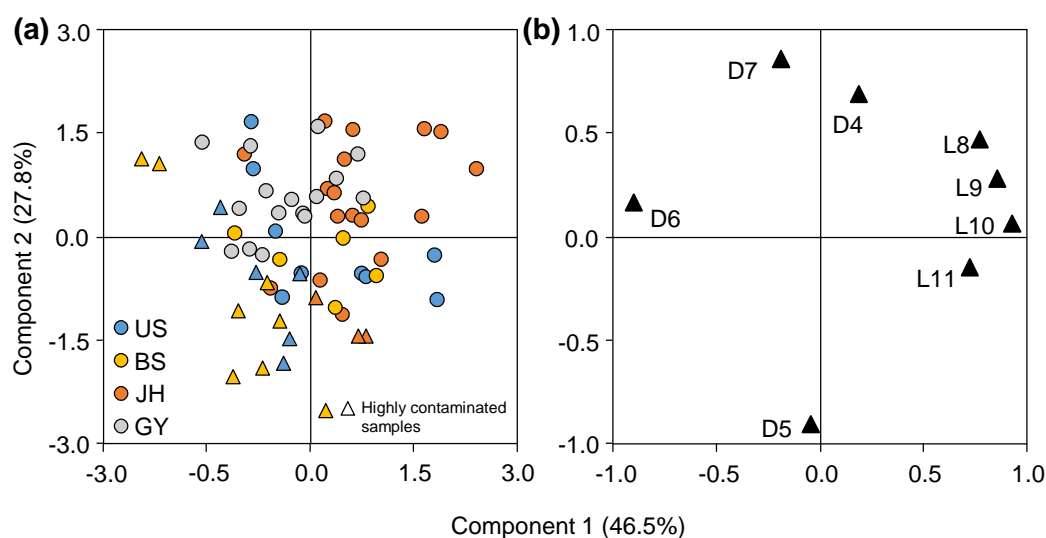 (a)
3.0
1.5
0.0
-1.5
-3.0
Component 2 (27.8%)
US
BS
JH
GY
Highly contaminated
samples
-3.0 -0.5 0.0 1.5 3.0
(b)
1.0
0.5
0.0
-0.5
-1.0
D7
D4
L8
L9
D6
L10
L11
D5
-1.0 -0.5 0.0 0.5 1.0
Component 1 (46.5%)